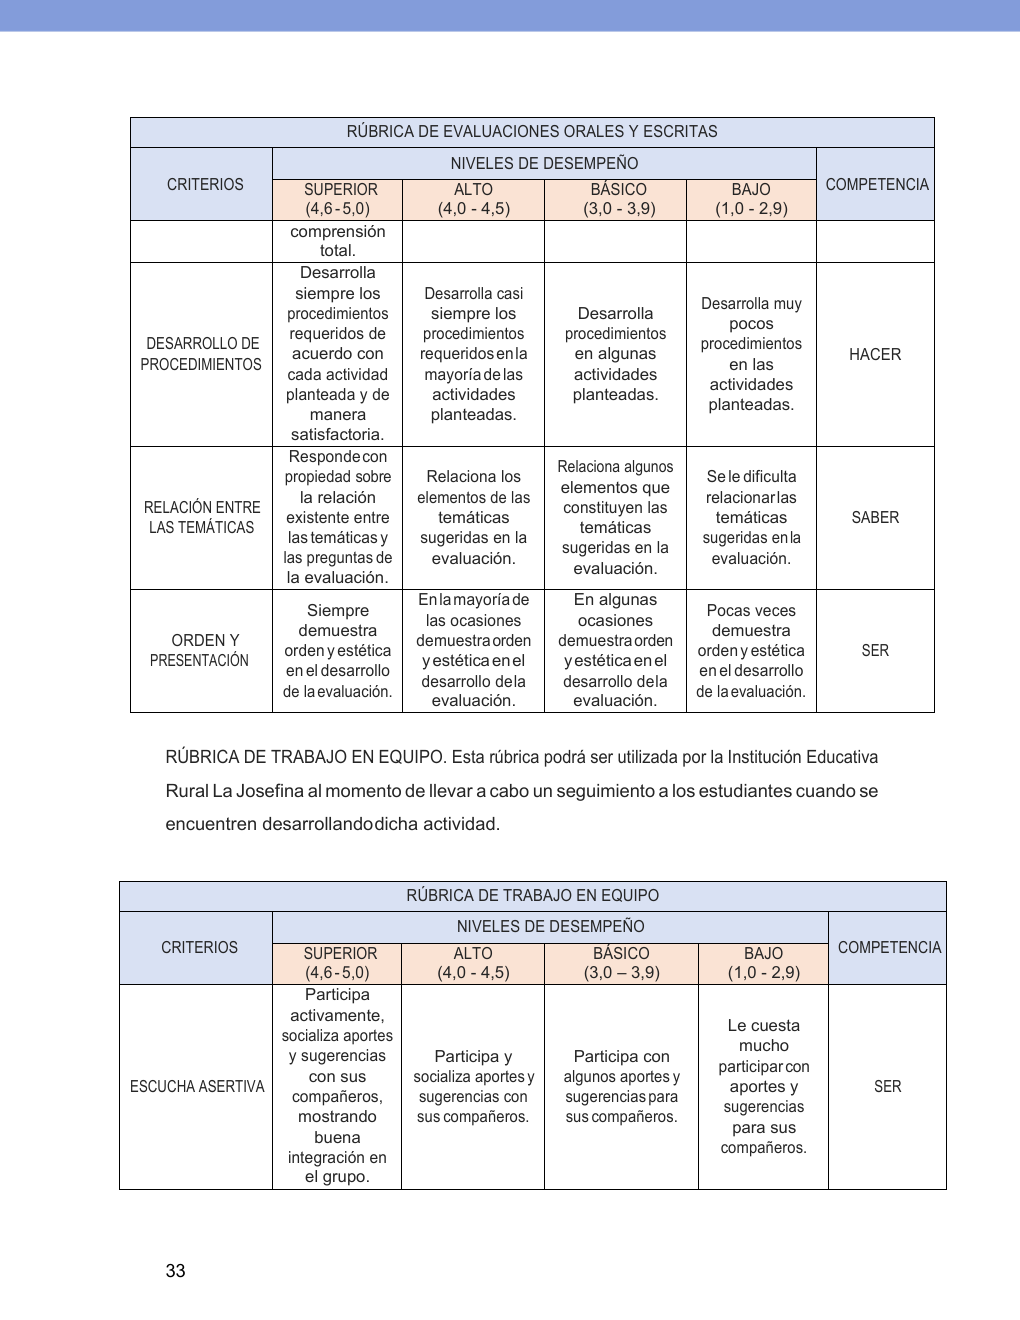 RÚBRICA DE EVALUACIONES ORALES Y ESCRITAS
CRITERIOS
NIVELES DE DESEMPEÑO
COMPETENCIA
SUPERIOR
(4,6 - 5,0)
ALTO
(4,0 - 4,5)
BÁSICO
(3,0 - 3,9)
BAJO
(1,0 - 2,9)
comprensión
total.
DESARROLLO DE
PROCEDIMIENTOS
Desarrolla
siempre los
procedimientos
requeridos de
acuerdo con
cada actividad
planteada y de
manera
satisfactoria.
Desarrolla casi
siempre los
procedimientos
requeridos en la
mayoría de las
actividades
planteadas.
Desarrolla
procedimientos
en algunas
actividades
planteadas.
Desarrolla muy
pocos
procedimientos
en las
actividades
planteadas.
HACER
RELACIÓN ENTRE
LAS TEMÁTICAS
Responde con
propiedad sobre
la relación
existente entre
las temáticas y
las preguntas de
la evaluación.
Relaciona los
elementos de las
temáticas
sugeridas en la
evaluación.
Relaciona algunos
elementos que
constituyen las
temáticas
sugeridas en la
evaluación.
Se le dificulta
relacionar las
temáticas
sugeridas en la
evaluación.
SABER
ORDEN Y
PRESENTACIÓN
Siempre
demuestra
orden y estética
en el desarrollo
de la evaluación.
En la mayoría de
las ocasiones
demuestra orden
y estética en el
desarrollo de la
evaluación.
En algunas
ocasiones
demuestra orden
y estética en el
desarrollo de la
evaluación.
Pocas veces
demuestra
orden y estética
en el desarrollo
de la evaluación.
SER
RÚBRICA DE TRABAJO EN EQUIPO. Esta rúbrica podrá ser utilizada por la Institución Educativa
Rural La Josefina al momento de llevar a cabo un seguimiento a los estudiantes cuando se
encuentren desarrollando dicha actividad.
RÚBRICA DE TRABAJO EN EQUIPO
CRITERIOS
NIVELES DE DESEMPEÑO
COMPETENCIA
SUPERIOR
(4,6 - 5,0)
ALTO
(4,0 - 4,5)
BÁSICO
(3,0 – 3,9)
BAJO
(1,0 - 2,9)
ESCUCHA ASERTIVA
Participa
activamente,
socializa aportes
y sugerencias
con sus
compañeros,
mostrando
buena
integración en
el grupo.
Participa y
socializa aportes y
sugerencias con
sus compañeros.
Participa con
algunos aportes y
sugerencias para
sus compañeros.
Le cuesta
mucho
participar con
aportes y
sugerencias
para sus
compañeros.
SER
33